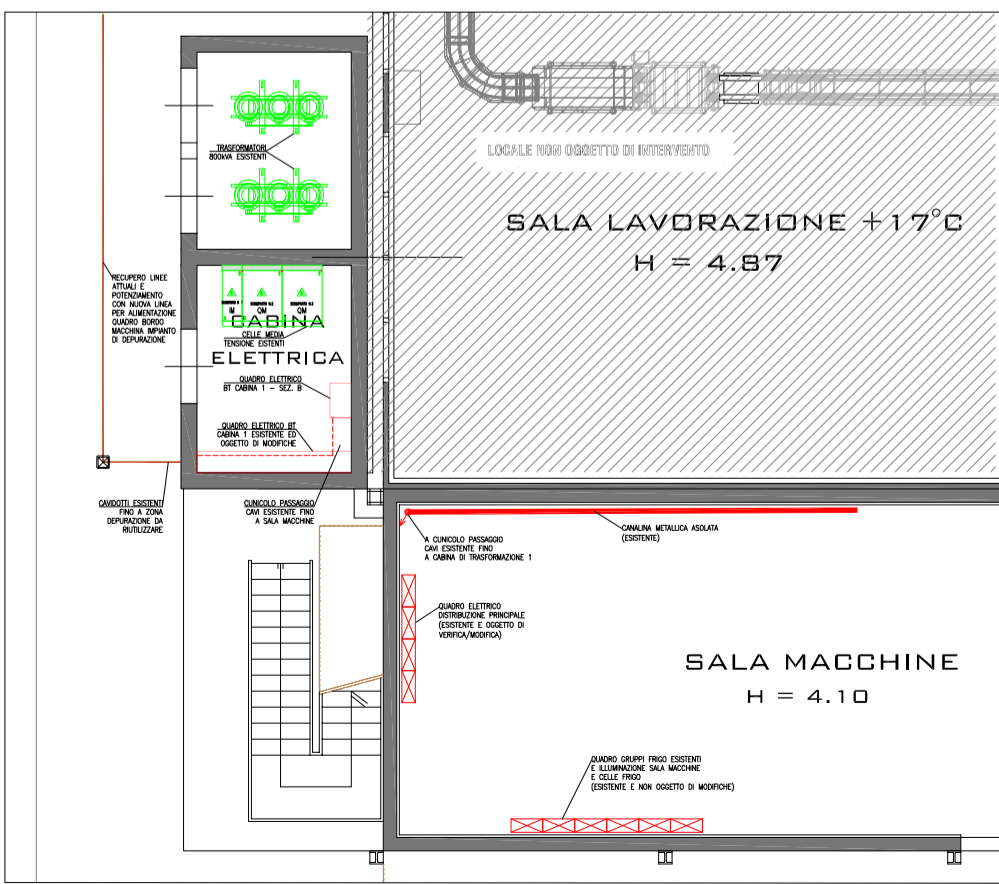 LOCALE NON OGGETTO DI INTERVENTO
TRASFORMATORI
800kVA ESISTENTI
SALA LAVORAZIONE +17°C
H = 4.87
RECUPERO LINEE
ATTUALI E
POTENZIAMENTO
CON NUOVA LINEA
PER ALIMENTAZIONE
QUADRO BORDO
MACCHINA IMPIANTO
DI DEPURAZIONE
IM
QM
QM
CABINA
ELETTRICA
CELLE MEDIA
TENSIONE EISTENTI
QUADRO ELETTRICO
BT CABINA 1 - SEZ. B
QUADRO ELETTRICO BT
CABINA 1 ESISTENTE ED
OGGETTO DI MODIFICHE
CAVIDOTTI ESISTENTI
FINO A ZONA
DEPURAZIONE DA
RIUTILIZZARE
CUNICOLO PASSAGGIO
CAVI ESISTENTE FINO
A SALA MACCHINE
A CUNICOLO PASSAGGIO
CAVI ESISTENTE FINO
A CABINA DI TRASFORMAZIONE 1
CANALINA METALLICA ASOLATA
(ESISTENTE)
QUADRO ELETTRICO
DISTRIBUZIONE PRINCIPALE
(ESISTENTE E OGGETTO DI
VERIFICA/MODIFICA)
SALA MACCHINE
H = 4.10
QUADRO GRUPPI FRIGO ESISTENTI
E ILLUMINAZIONE SALA MACCHINE
E CELLE FRIGO
(ESISTENTE E NON OGGETTO DI MODIFICHE)